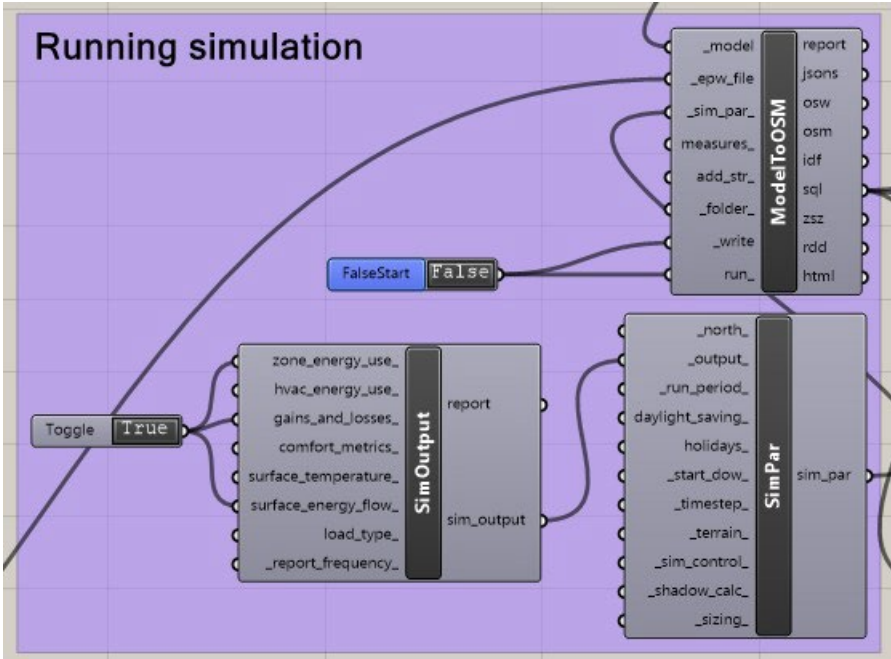 Running simulation
_model
_epw_file
_sim_par_
measures_
add_str_
_folder_
_write
run_
ModelToOSM
report
jsons
osw
osm
idf
sql
zsz
rdd
html
FalseStart False
Toggle True
zone_energy_use_
hvac_energy_use_
gains_and_losses_
comfort_metrics_
surface_temperature_
surface_energy_flow_
load_type_
_report_frequency_
SimOutput
report
sim_output
_north_
_output_
_run_period_
daylight_saving_
holidays_
_start_dow_
_timestep_
_terrain_
_sim_control_
_shadow_calc_
_sizing_
SimPar
sim_par